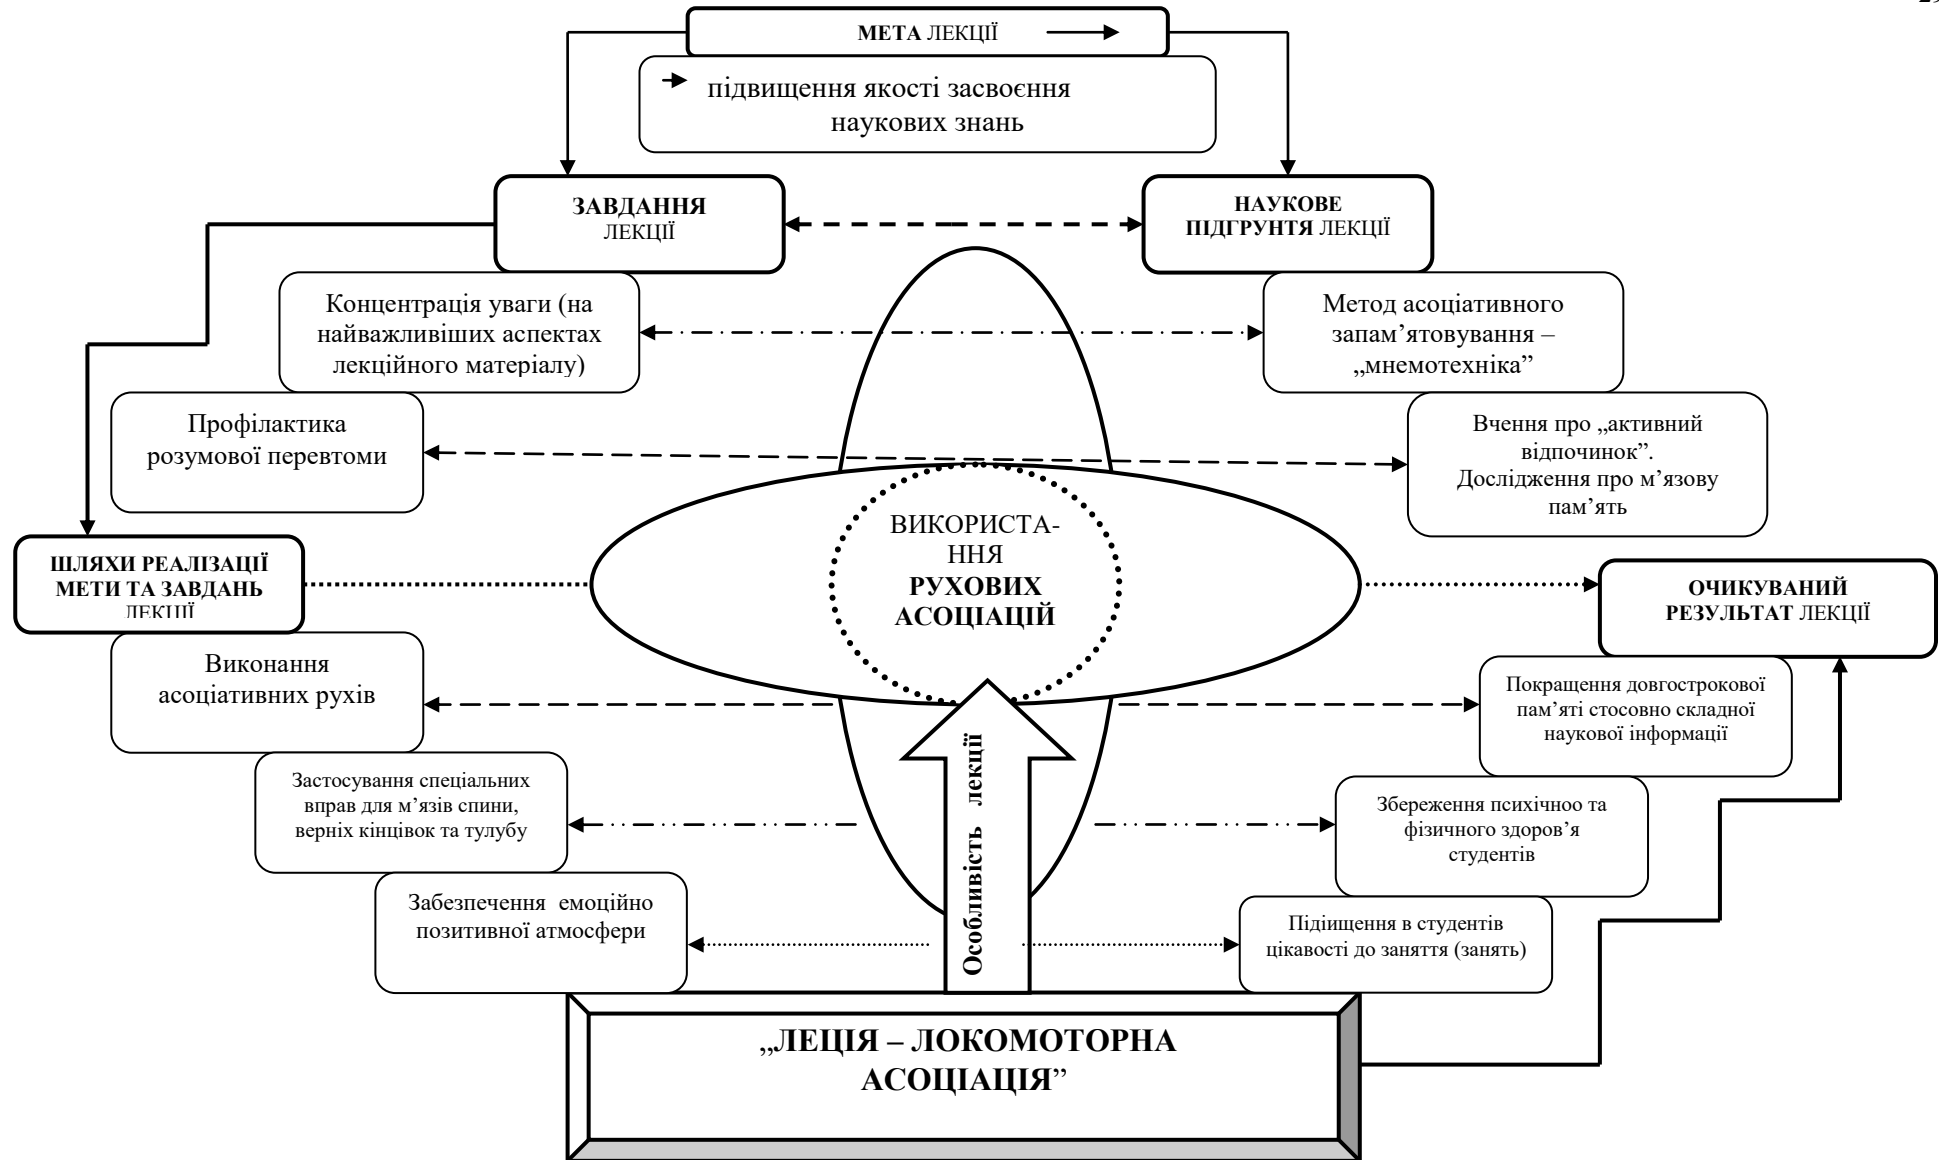 МЕТА ЛЕКЦІЇ
підвищення якості засвоєння
наукових знань
ЗАВДАННЯ
ЛЕКЦІЇ
НАУКОВЕ
ПІДГРУНТЯ ЛЕКЦІЇ
Концентрація уваги (на
найважливіших аспектах
лекційного матеріалу)
Метод асоціативного
запам’ятовування –
„мнемотехніка”
Профілактика
розумової перевтоми
Вчення про „активний
відпочинок”.
Дослідження про м’язову
пам’ять
ВИКОРИСТА-
ННЯ
РУХОВИХ
АСОЦІАЦІЙ
ШЛЯХИ РЕАЛІЗАЦІЇ
МЕТИ ТА ЗАВДАНЬ
ЛЕКЦІЇ
ОЧИКУВАНИЙ
РЕЗУЛЬТАТ ЛЕКЦІЇ
Виконання
асоціативних рухів
Покращення довгострокової
пам’яті стосовно складної
наукової інформації
Застосування спеціальних
вправ для м’язів спини,
верніх кінцівок та тулубу
Збереження психічноо та
фізичного здоров’я
студентів
Забезпечення емоційно
позитивної атмосфери
Підіищення в студентів
цікавості до заняття (занять)
Особливість лекції
„ЛЕЦІЯ – ЛОКОМОТОРНА
АСОЦІАЦІЯ”